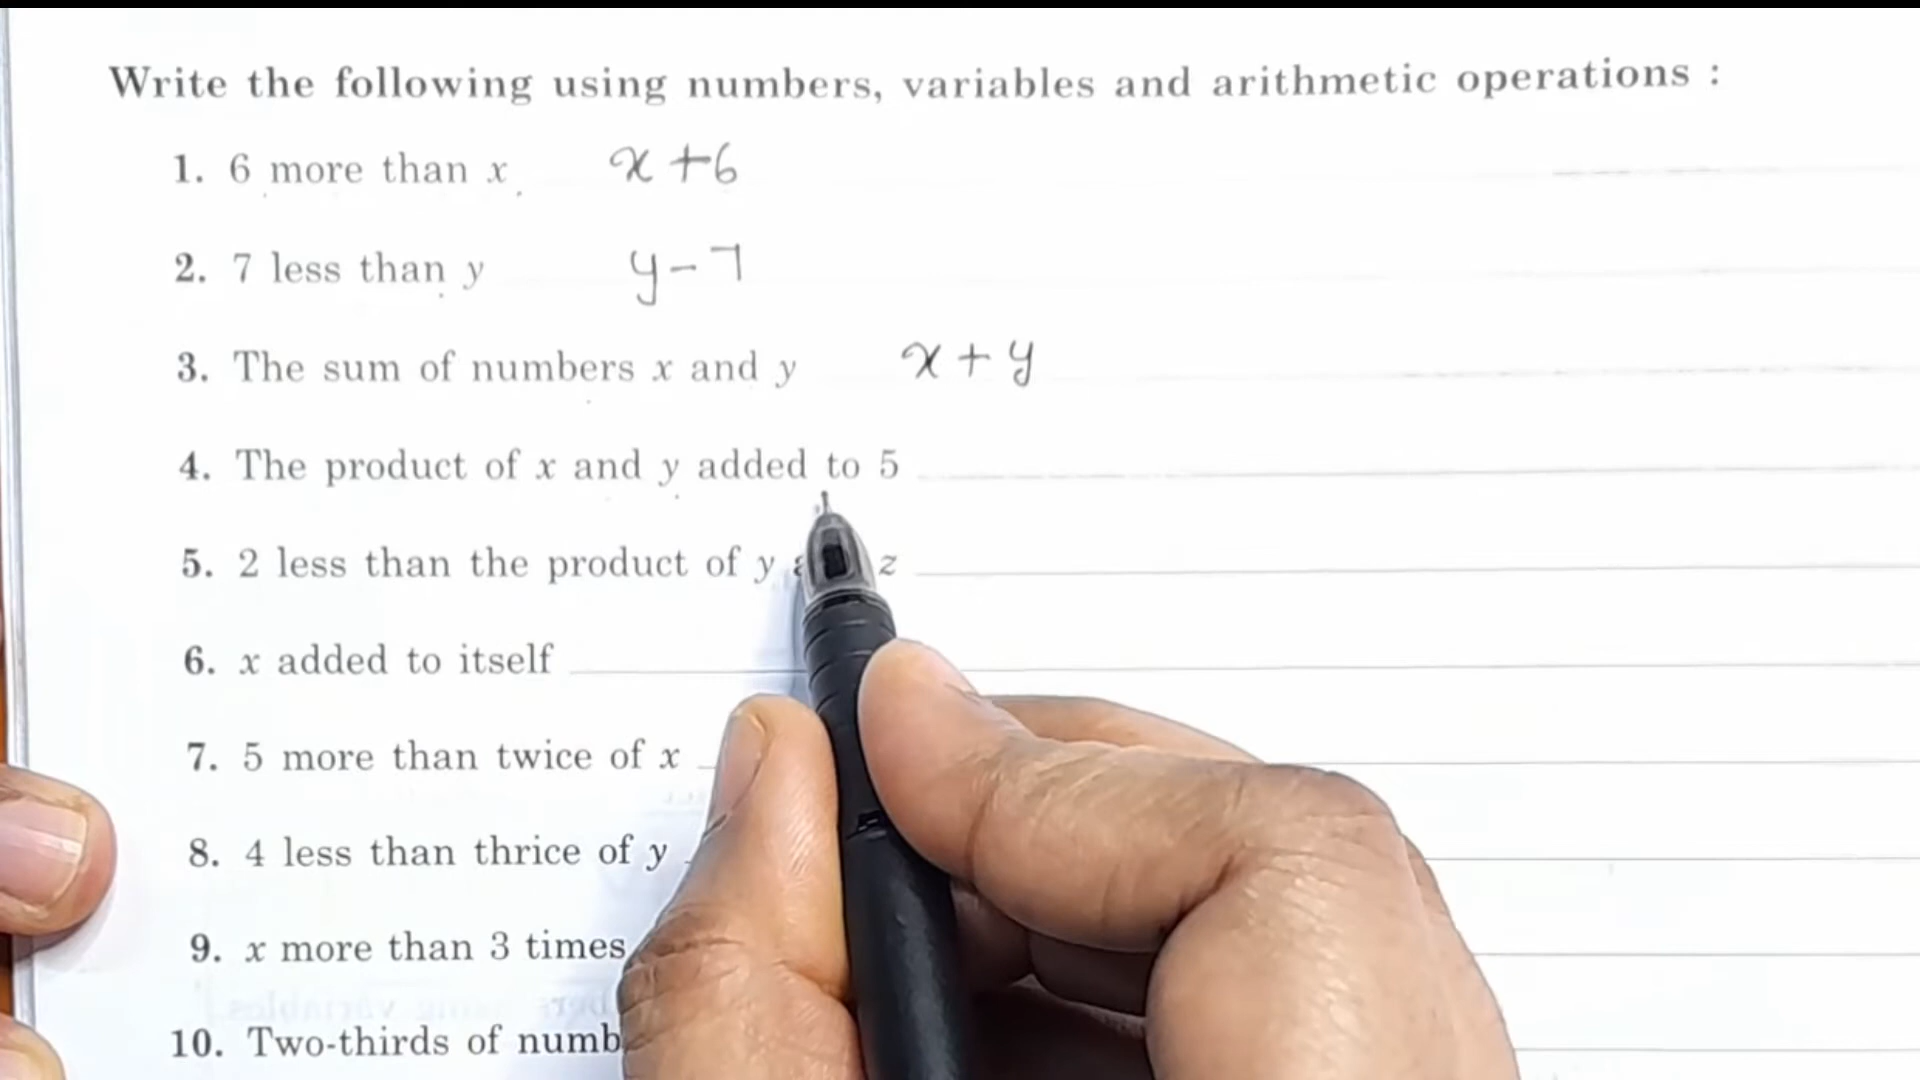 Write the following using numbers, variables and arithmetic operations :
1. 6 more than x x + 6
2. 7 less than y y - 7
3. The sum of numbers x and y x + y
4. The product of x and y added to 5
5. 2 less than the product of y z
6. x added to itself
7. 5 more than twice of x
8. 4 less than thrice of y
9. x more than 3 times
10. Two-thirds of